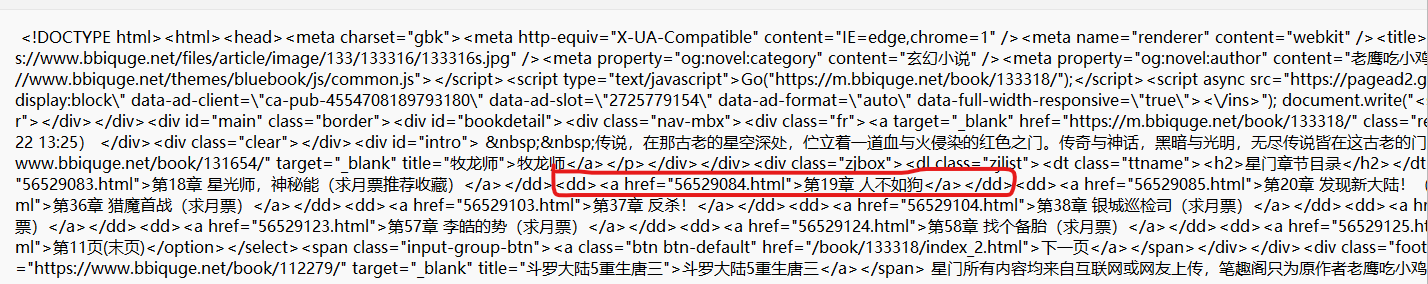 <!DOCTYPE html><html><head><meta charset="gbk"><meta http-equiv="X-UA-Compatible" content="IE=edge,chrome=1" /><meta name="renderer" content="webkit" /><title>
s://www.bbiquge.net/files/article/image/133/133316/133316s.jpg" /><meta property="og:novel:category" content="玄幻小说" /><meta property="og:novel:author" content="老鹰吃小鸡
//www.bbiquge.net/themes/bluebook/js/common.js"></script><script type="text/javascript">Go("https://m.bbiquge.net/book/133318/");</script><script async src="https://pagead2.g
display:block\" data-ad-client=\"ca-pub-4554708189793180\" data-ad-slot=\"2725779154\" data-ad-format=\"auto\" data-full-width-responsive=\"true\"><\/ins>"); document.write("<
r"></div></div><div id="main" class="border"><div id="bookdetail"><div class="nav-mbx"><div class="fr"><a target="_blank" href="https://m.bbiquge.net/book/133318/" class="re
22 13:25） </div><div class="clear"></div><div id="intro"> &nbsp;&nbsp;传说，在那古老的星空深处，伫立着一道血与火侵染的红色之门。传奇与神话，黑暗与光明，无尽传说皆在这古老的门
www.bbiquge.net/book/131654/" target="_blank" title="牧龙师">牧龙师</a></p></div></div><div class="zjbox"><dl class="zjlist"><dt class="ttname"><h2>星门章节目录</h2></dt>
"56529083.html">第18章 星光师，神秘能（求月票推荐收藏）</a></dd><dd><a href="56529084.html">第19章 人不如狗</a></dd><dd><a href="56529085.html">第20章 发现新大陆！（
ml">第36章 猎魔首战（求月票）</a></dd><dd><a href="56529103.html">第37章 反杀！</a></dd><dd><a href="56529104.html">第38章 银城巡检司（求月票）</a></dd><dd>
票）</a></dd><dd><a href="56529123.html">第57章 李皓的势（求月票）</a></dd><dd><a href="56529124.html">第58章 找个备胎（求月票）</a></dd><dd><a href="56529125.h
ml">第11页(末页)</option></select><span class="input-group-btn"><a class="btn btn-default" href="/book/133318/index_2.html">下一页</a></span></div></div><div class="foot
="https://www.bbiquge.net/book/112279/" target="_blank" title="斗罗大陆5重生唐三">斗罗大陆5重生唐三</a></span> 星门所有内容均来自互联网或网友上传，笔趣阁只为原作者老鹰吃小鸡